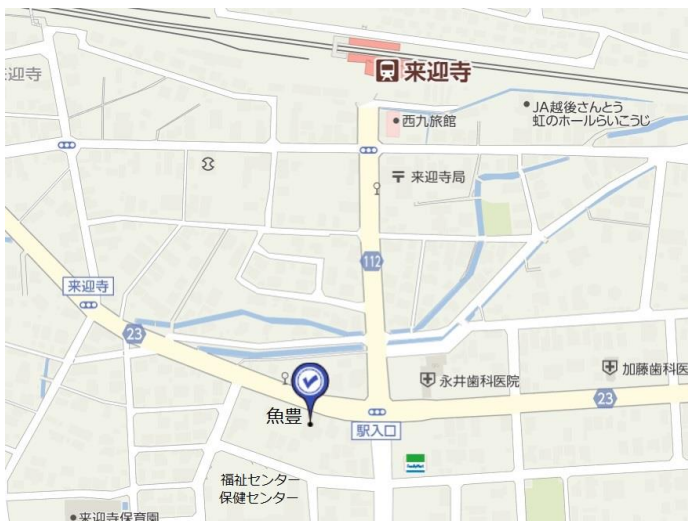 来迎寺
来迎寺
西九旅館
JA越後さんとう
虹のホールらいこうじ
〒 来迎寺局
112
来迎寺
23
永井歯科医院
加藤歯科医
23
魚豊
駅入口
福祉センター
保健センター
来迎寺保育園